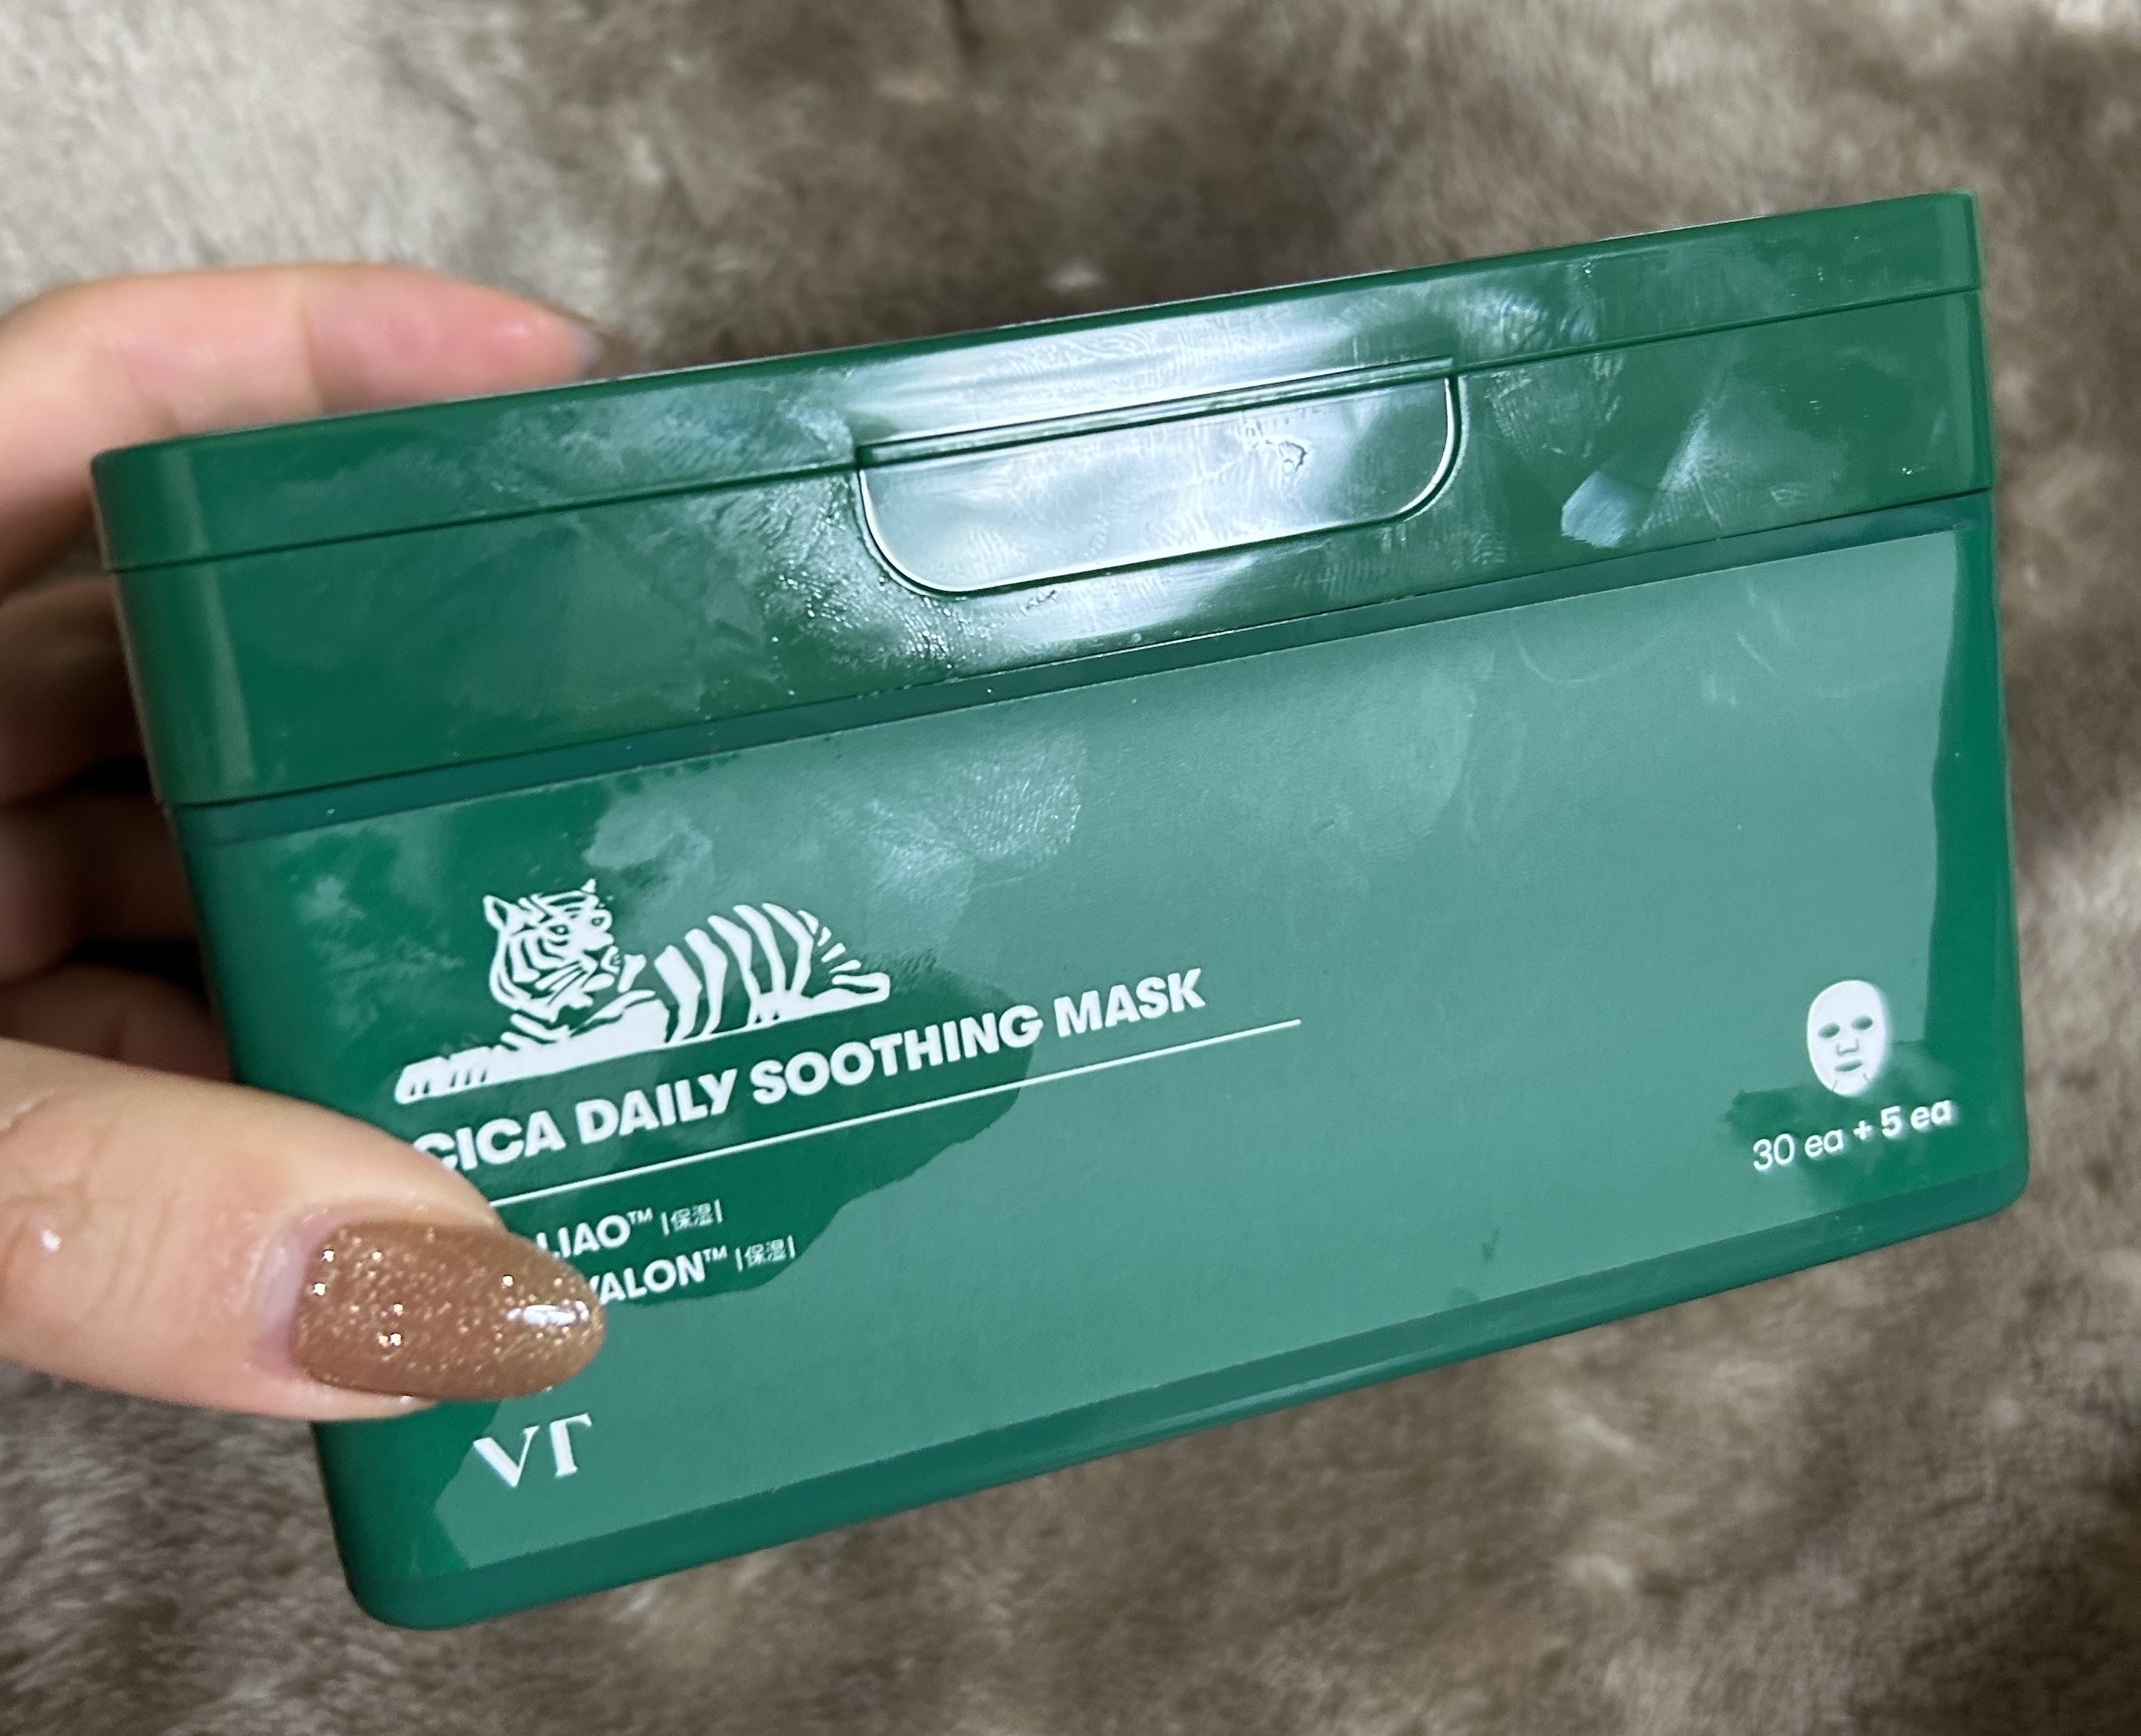 CICA DAILY SOOTHING MASK
LIAO™ |保湿|
VALON™ |保湿|
30 ea + 5 ea
VT